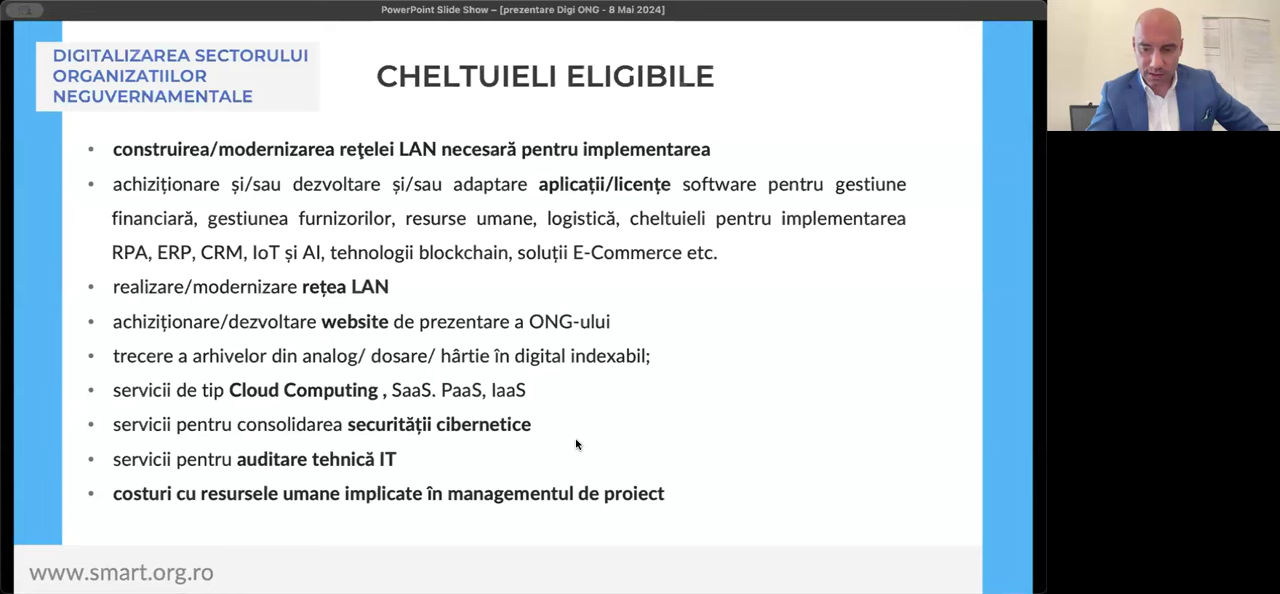 PowerPoint Slide Show – [prezentare Digi ONG - 8 Mai 2024]
DIGITALIZAREA SECTORULUI
ORGANIZATIILOR
NEGUVERNAMENTALE
CHELTUIELI ELIGIBILE
• construirea/modernizarea reţelei LAN necesară pentru implementarea
• achiziționare și/sau dezvoltare și/sau adaptare aplicații/licențe software pentru gestiune
financiară, gestiunea furnizorilor, resurse umane, logistică, cheltuieli pentru implementarea
RPA, ERP, CRM, IoT și AI, tehnologii blockchain, soluții E-Commerce etc.
• realizare/modernizare rețea LAN
• achiziționare/dezvoltare website de prezentare a ONG-ului
• trecere a arhivelor din analog/ dosare/ hârtie în digital indexabil;
• servicii de tip Cloud Computing , SaaS. PaaS, IaaS
• servicii pentru consolidarea securității cibernetice
• servicii pentru auditare tehnică IT
• costuri cu resursele umane implicate în managementul de proiect
www.smart.org.ro